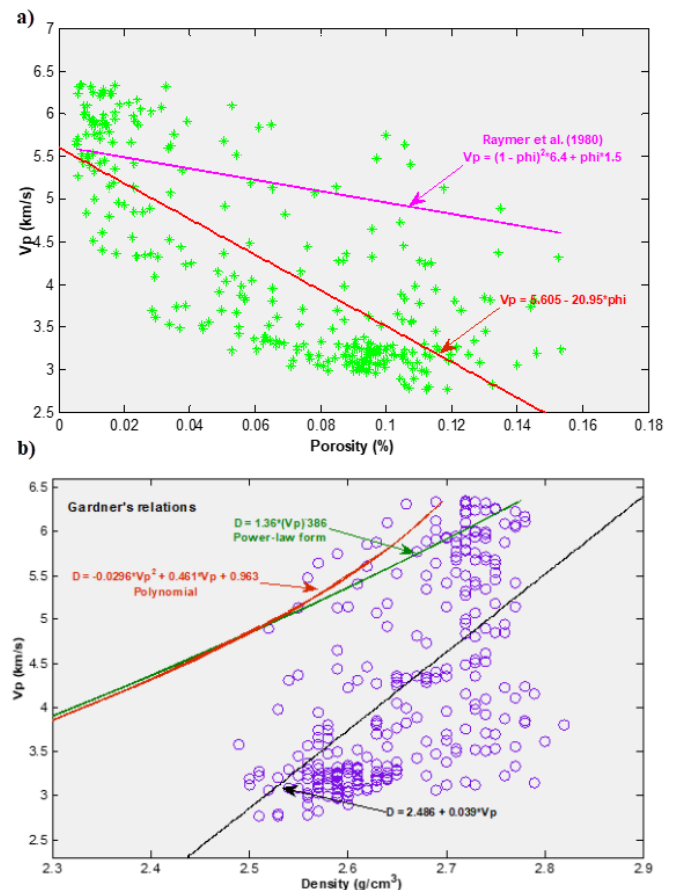 a)
7
6.5
6
5.5
5
4.5
4
3.5
3
2.5
Vp (km/s)
Raymer et al. (1980)
Vp = (1 - phi)²*6.4 + phi*1.5
Vp = 5.605 - 20.95*phi
0 0.02 0.04 0.06 0.08 0.1 0.12 0.14 0.16 0.18
Porosity (%)
b)
6.5
6
5.5
5
4.5
4
3.5
3
2.5
Vp (km/s)
Gardner's relations
D = 1.36*(Vp)·386
Power-law form
D = -0.0296*Vp² + 0.461*Vp + 0.963
Polynomial
D = 2.486 + 0.039*Vp
2.3 2.4 2.5 2.6 2.7 2.8 2.9
Density (g/cm³)